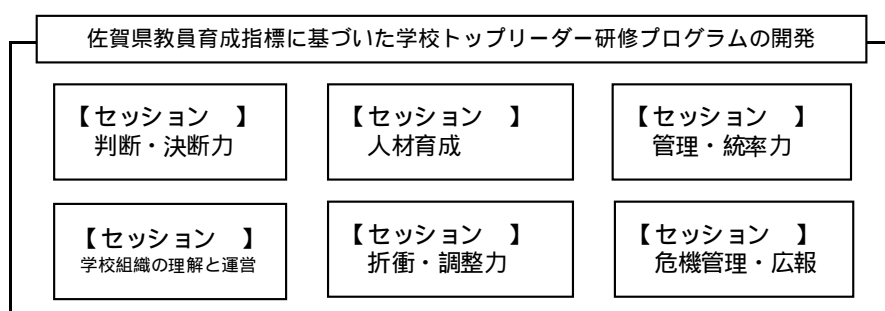 佐賀県教員育成指標に基づいた学校トップリーダー研修プログラムの開発
【セッション　】
判断・決断力
【セッション　】
人材育成
【セッション　】
管理・統率力
【セッション　】
学校組織の理解と運営
【セッション　】
折衝・調整力
【セッション　】
危機管理・広報